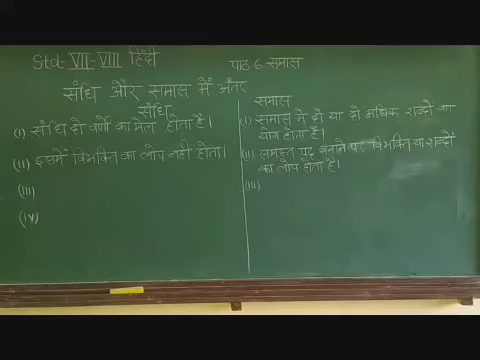 Std- VII-VIII हिंदी
पाठ 6 समास
संधि और समास में अंतर
संधि
(I) संधि दो वर्णों का मेल होता है।
(II) इसमें विभक्ति का लोप नहीं होता।
(III)
(IV)
समास
(I) समास में दो या दो अधिक शब्दों का
योग होता है।
(II) समस्त पद बनाने पर विभक्ति या शब्दों
का लोप होता है।
(III)